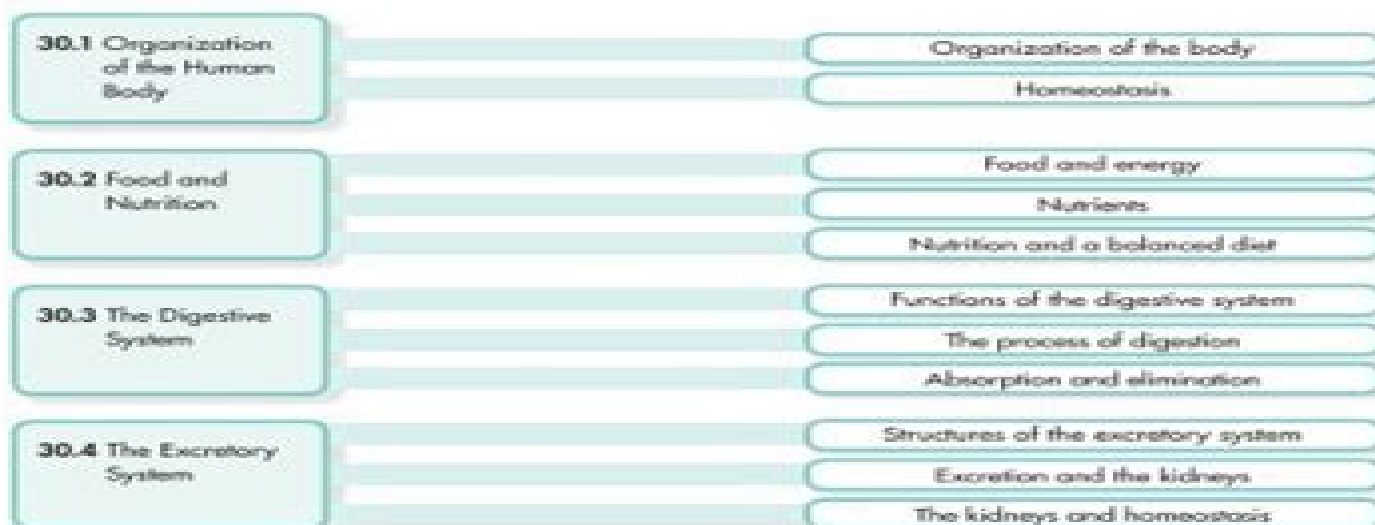 30.1 Organization
of the Human
Body
Organization of the body
Homeostasis
30.2 Food and
Nutrition
Food and energy
Nutrients
Nutrition and a balanced diet
30.3 The Digestive
System
Functions of the digestive system
The process of digestion
Absorption and elimination
30.4 The Excretory
System
Structures of the excretory system
Excretion and the kidneys
The kidneys and homeostasis